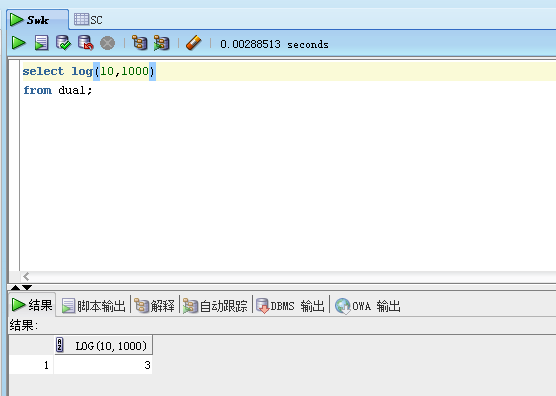 Swk SC
0.00288513 seconds
select log(10,1000)
from dual;
结果 脚本输出 解释 自动跟踪 DBMS 输出 OWA 输出
结果:
LOG(10,1000)
1 3